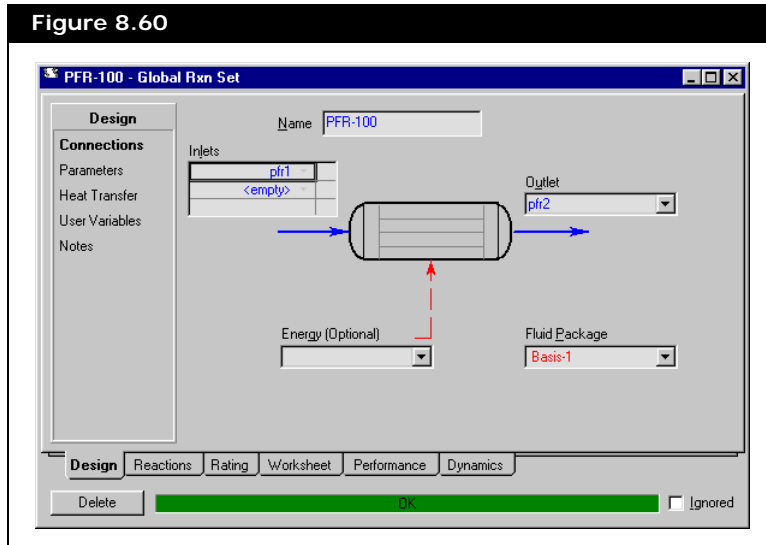 Figure 8.60
PFR-100 - Global Rxn Set
Design
Connections
Parameters
Heat Transfer
User Variables
Notes
Name PFR-100
Inlets
pfr1
<empty>
Outlet
pfr2
Energy (Optional)
Fluid Package
Basis-1
Design Reactions Rating Worksheet Performance Dynamics
Delete OK Ignored